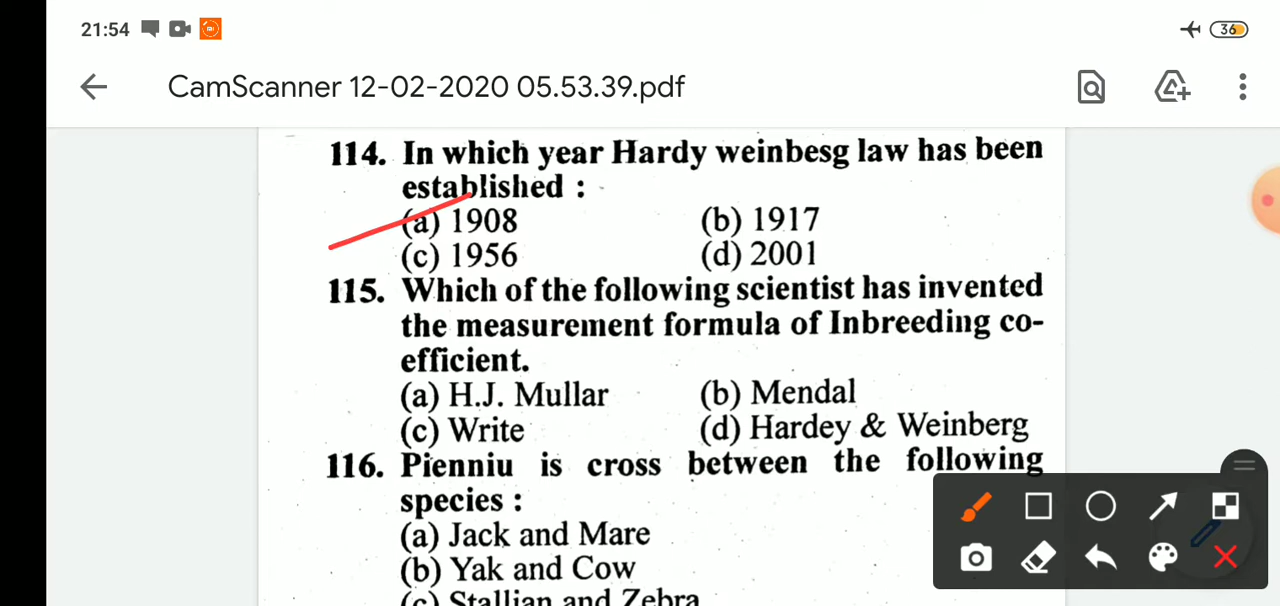 21:54
36
CamScanner 12-02-2020 05.53.39.pdf
114. In which year Hardy weinbesg law has been
established :
(a) 1908 (b) 1917
(c) 1956 (d) 2001
115. Which of the following scientist has invented
the measurement formula of Inbreeding co-
efficient.
(a) H.J. Mullar (b) Mendal
(c) Write (d) Hardey & Weinberg
116. Pienniu is cross between the following
species :
(a) Jack and Mare
(b) Yak and Cow
(c) Stallian and Zebra